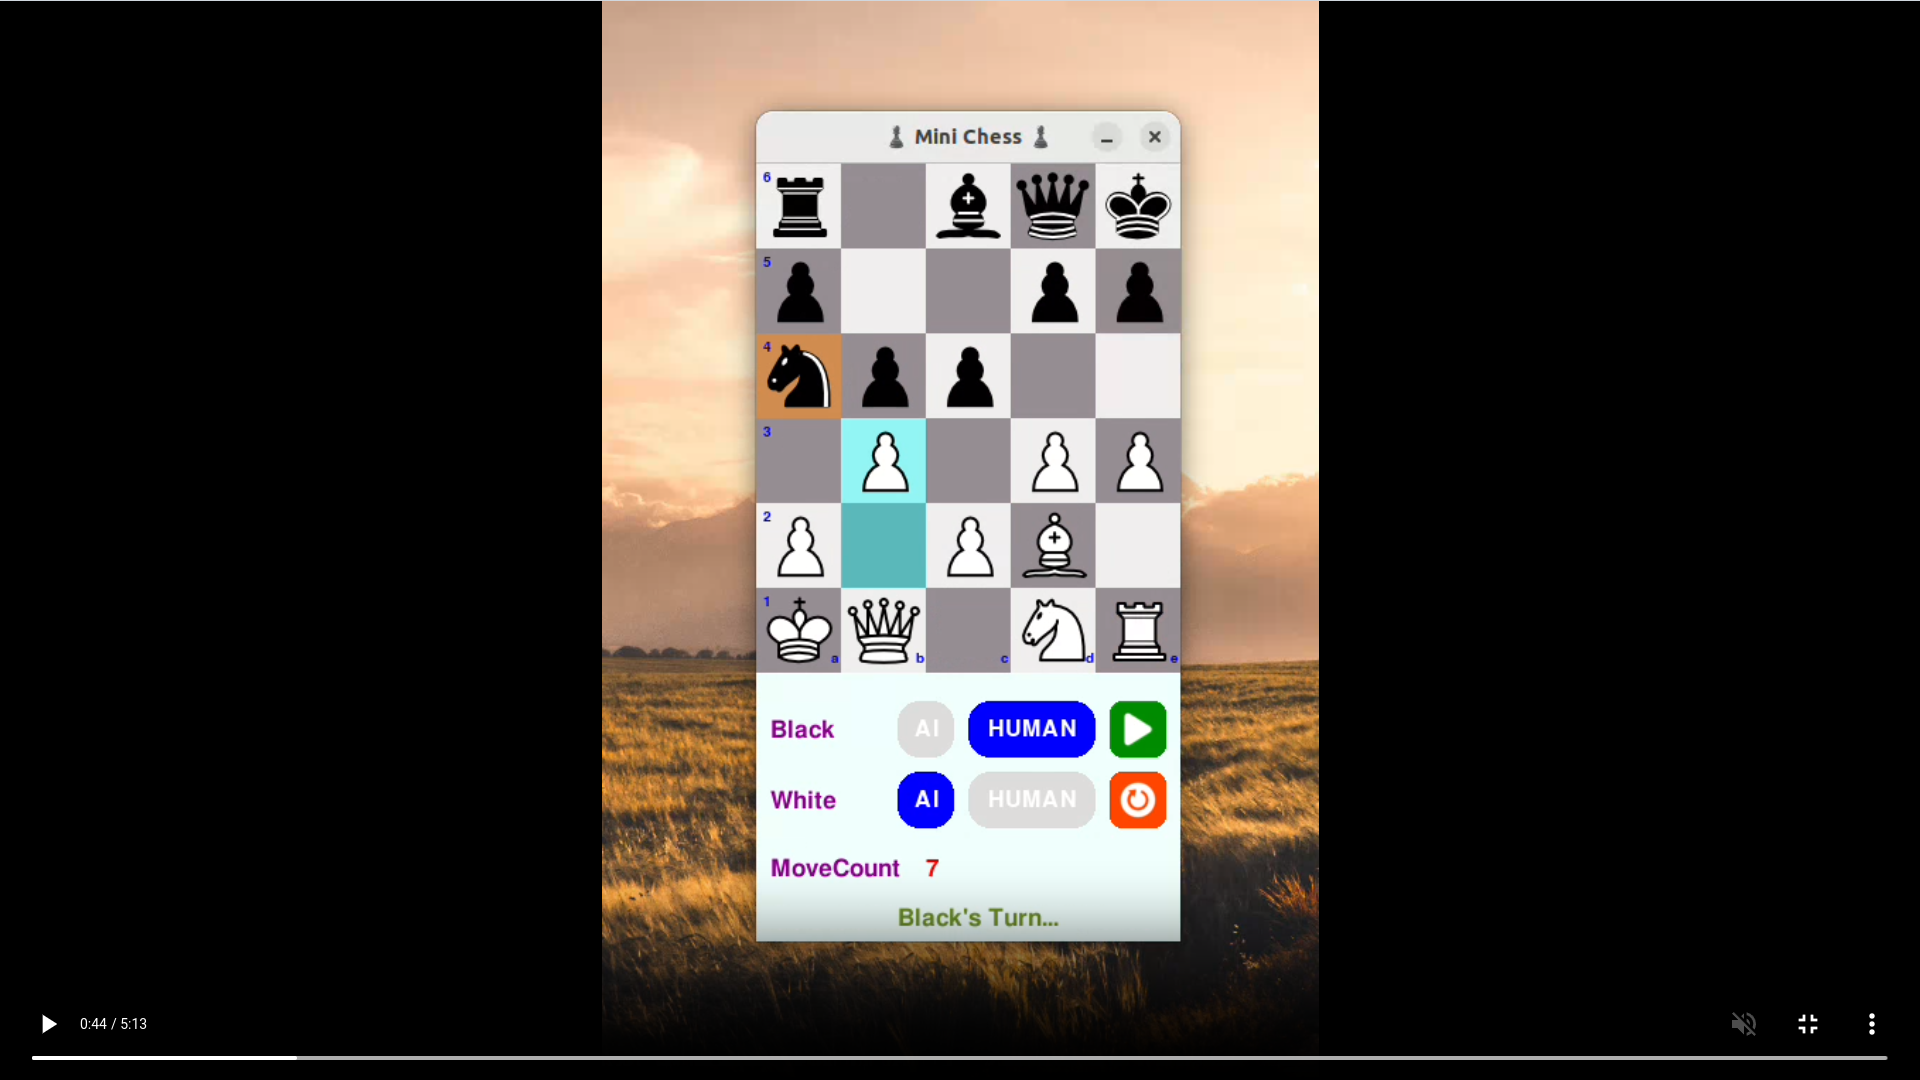 Mini Chess
6
5
4
3
2
1
a b c d e
Black AI HUMAN
White AI HUMAN
MoveCount 7
Black's Turn...
0:44 / 5:13